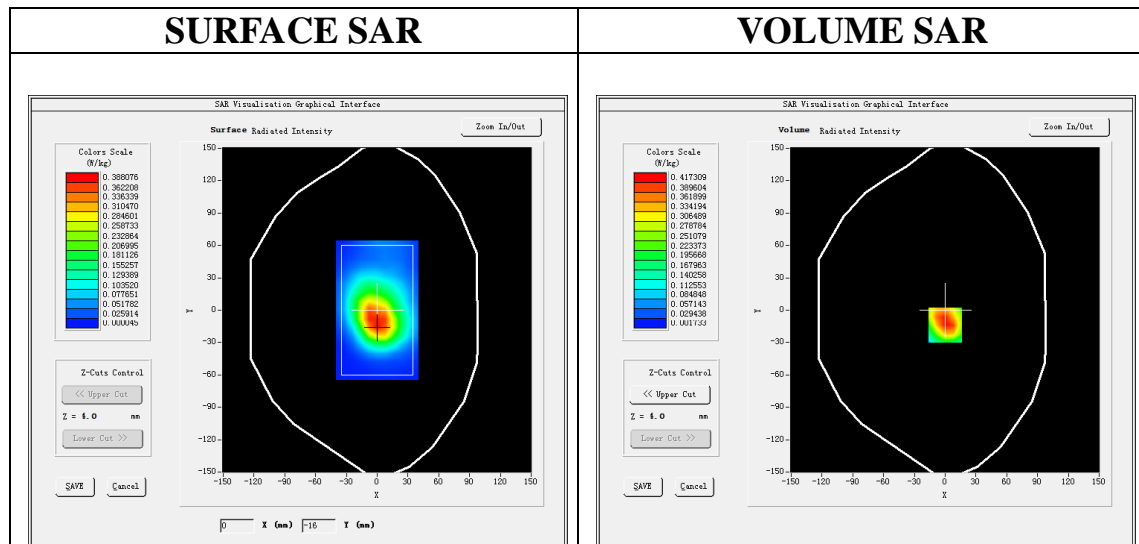 SURFACE SAR
VOLUME SAR
SAR Visualisation Graphical Interface
Surface Radiated Intensity
Zoom In/Out
Colors Scale
(W/kg)
0.388076
0.362208
0.336339
0.310470
0.284601
0.258733
0.232864
0.206995
0.181126
0.155257
0.129389
0.103520
0.077651
0.051782
0.025914
0.000045
150
120
90
60
30
0
-30
-60
-90
-120
-150
Y
-150 -120 -90 -60 -30 0 30 60 90 120 150
X
Z-Cuts Control
<< Upper Cut
Z = 4.0 mm
Lower Cut >>
SAVE Cancel
0 X (mm) -16 Y (mm)
SAR Visualisation Graphical Interface
Volume Radiated Intensity
Zoom In/Out
Colors Scale
(W/kg)
0.417309
0.389604
0.361899
0.334194
0.306489
0.278784
0.251079
0.223373
0.195668
0.167963
0.140258
0.112553
0.084848
0.057143
0.029438
0.001733
150
120
90
60
30
0
-30
-60
-90
-120
-150
Y
-150 -120 -90 -60 -30 0 30 60 90 120 150
X
Z-Cuts Control
<< Upper Cut
Z = 4.0 mm
Lower Cut >>
SAVE Cancel